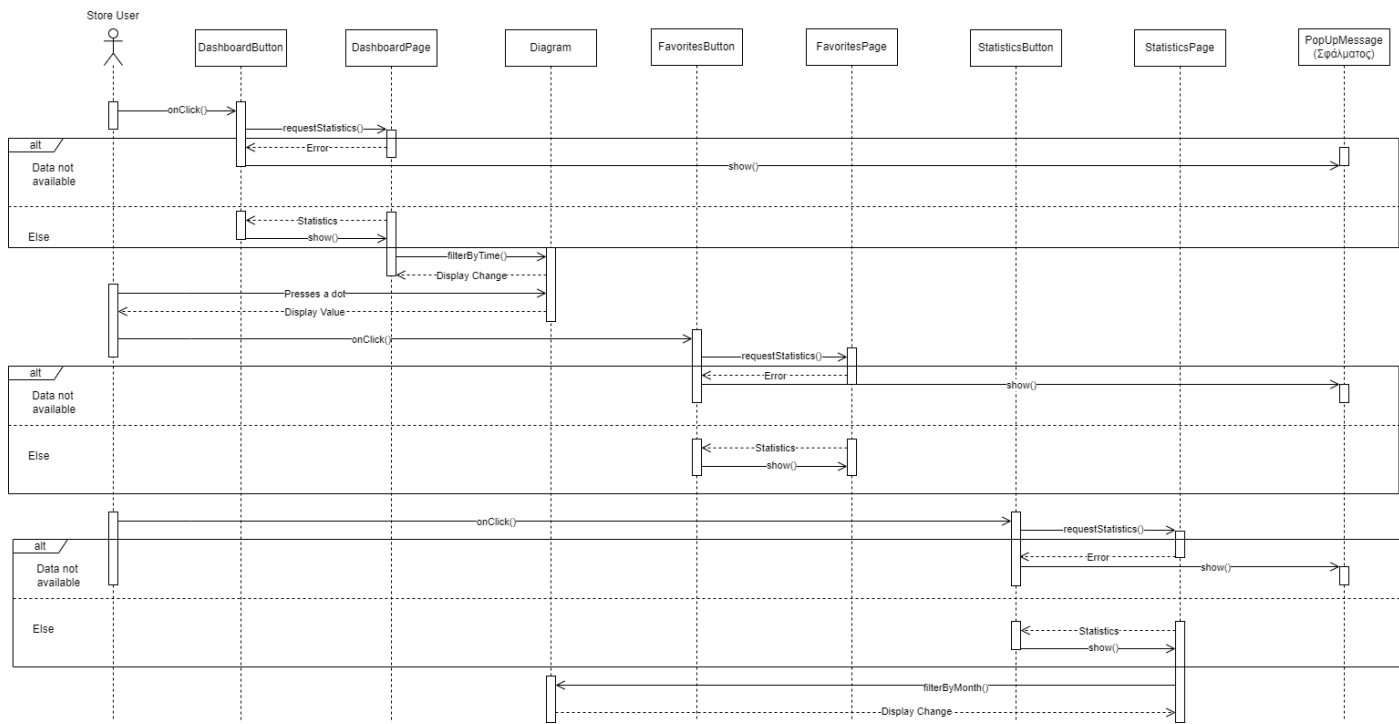 Store User
DashboardButton
DashboardPage
Diagram
FavoritesButton
FavoritesPage
StatisticsButton
StatisticsPage
PopUpMessage
(Σφάλματος)
onClick()
requestStatistics()
alt
Error
Data not
available
show()
Statistics
Else
show()
filterByTime()
Display Change
Presses a dot
Display Value
onClick()
requestStatistics()
alt
Error
Data not
available
show()
Else
Statistics
show()
onClick()
requestStatistics()
alt
Error
Data not
available
show()
Else
Statistics
show()
filterByMonth()
Display Change